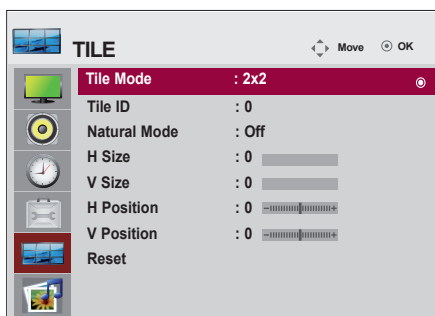 TILE Move OK
Tile Mode : 2x2
Tile ID : 0
Natural Mode : Off
H Size : 0
V Size : 0
H Position : 0 - +
V Position : 0 - +
Reset